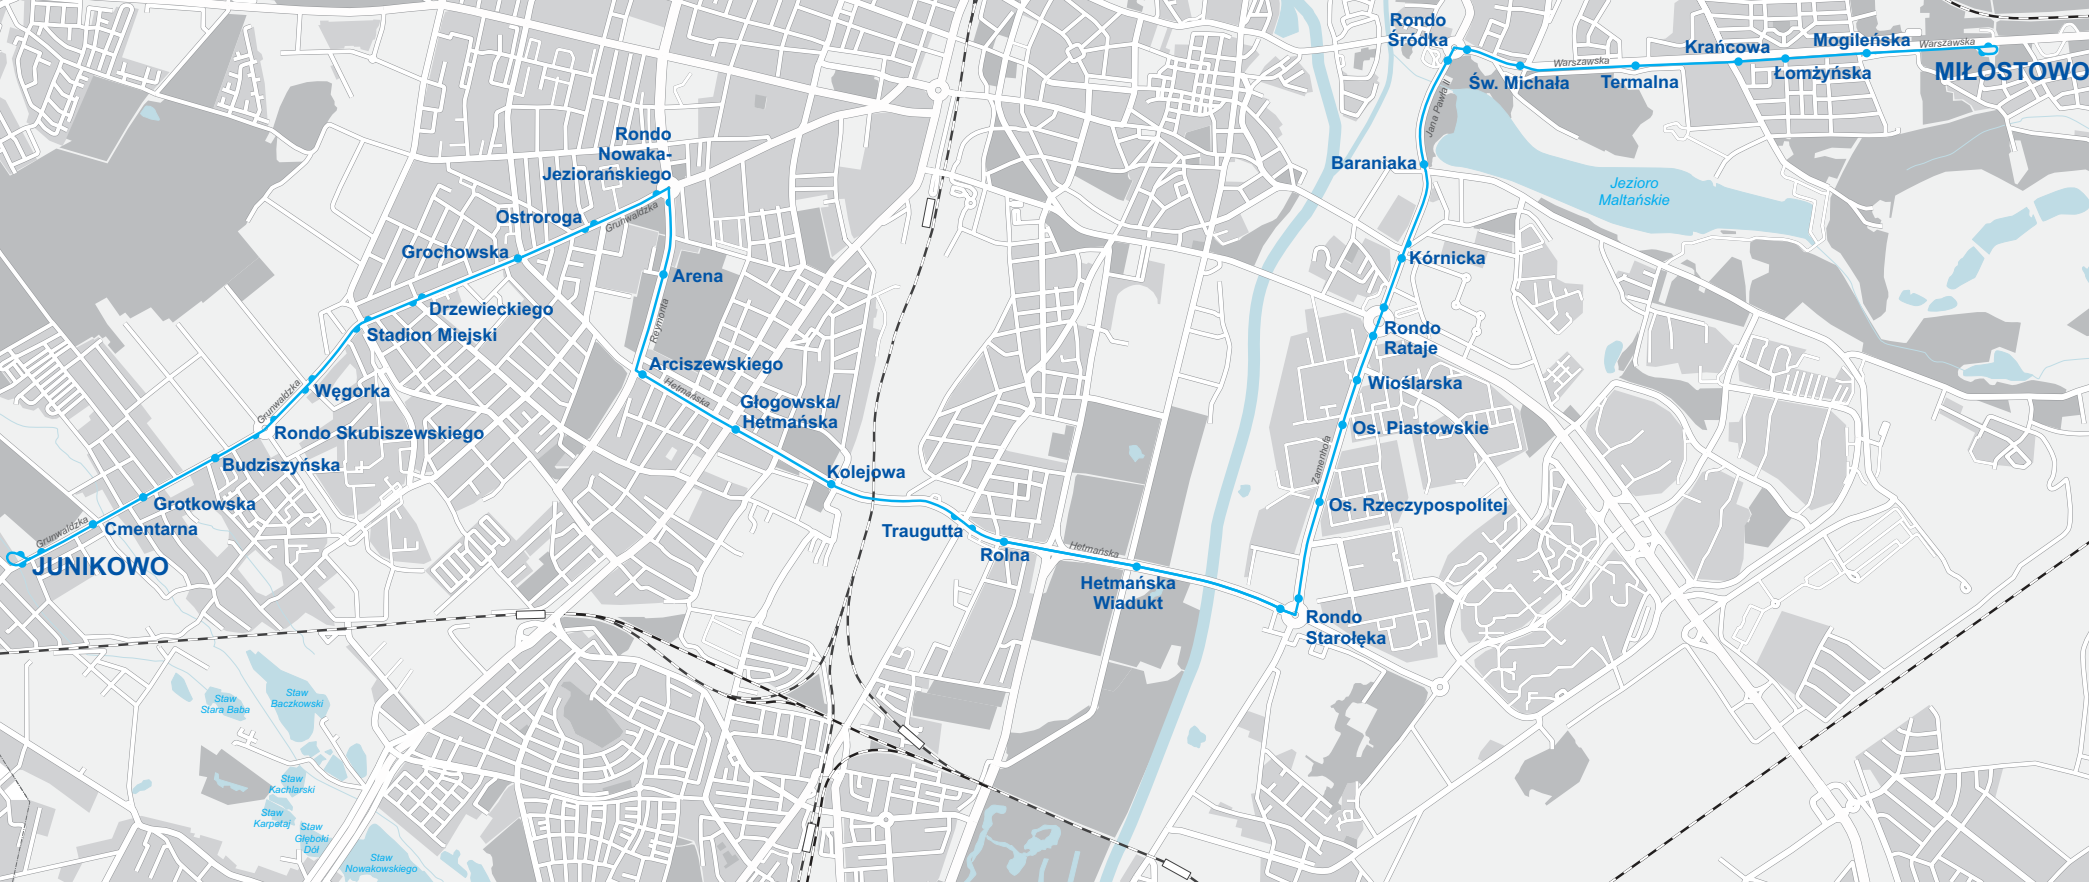 Rondo
Śródka
Krańcowa
Mogileńska
Warszawska
Warszawska
Łomżyńska
MIŁOSTOWO
Św. Michała
Termalna
Jana Pawła II
Rondo
Nowaka-
Jeziorańskiego
Baraniaka
Jezioro
Maltańskie
Ostroroga
Grunwaldzka
Grochowska
Kórnicka
Arena
Drzewieckiego
Reymonta
Stadion Miejski
Rondo
Rataje
Arciszewskiego
Węgorka
Grunwaldzka
Hetmańska
Wioślarska
Głogowska/
Hetmańska
Rondo Skubiszewskiego
Os. Piastowskie
Zamenhofa
Budziszyńska
Kolejowa
Grotkowska
Os. Rzeczypospolitej
Grunwaldzka
Cmentarna
Traugutta
Rolna
Hetmańska
JUNIKOWO
Hetmańska
Wiadukt
Rondo
Starołęka
Staw
Stara Baba
Staw
Baczkowski
Staw
Kachlarski
Staw
Karpetaj
Staw
Głęboki
Dół
Staw
Nowakowskiego